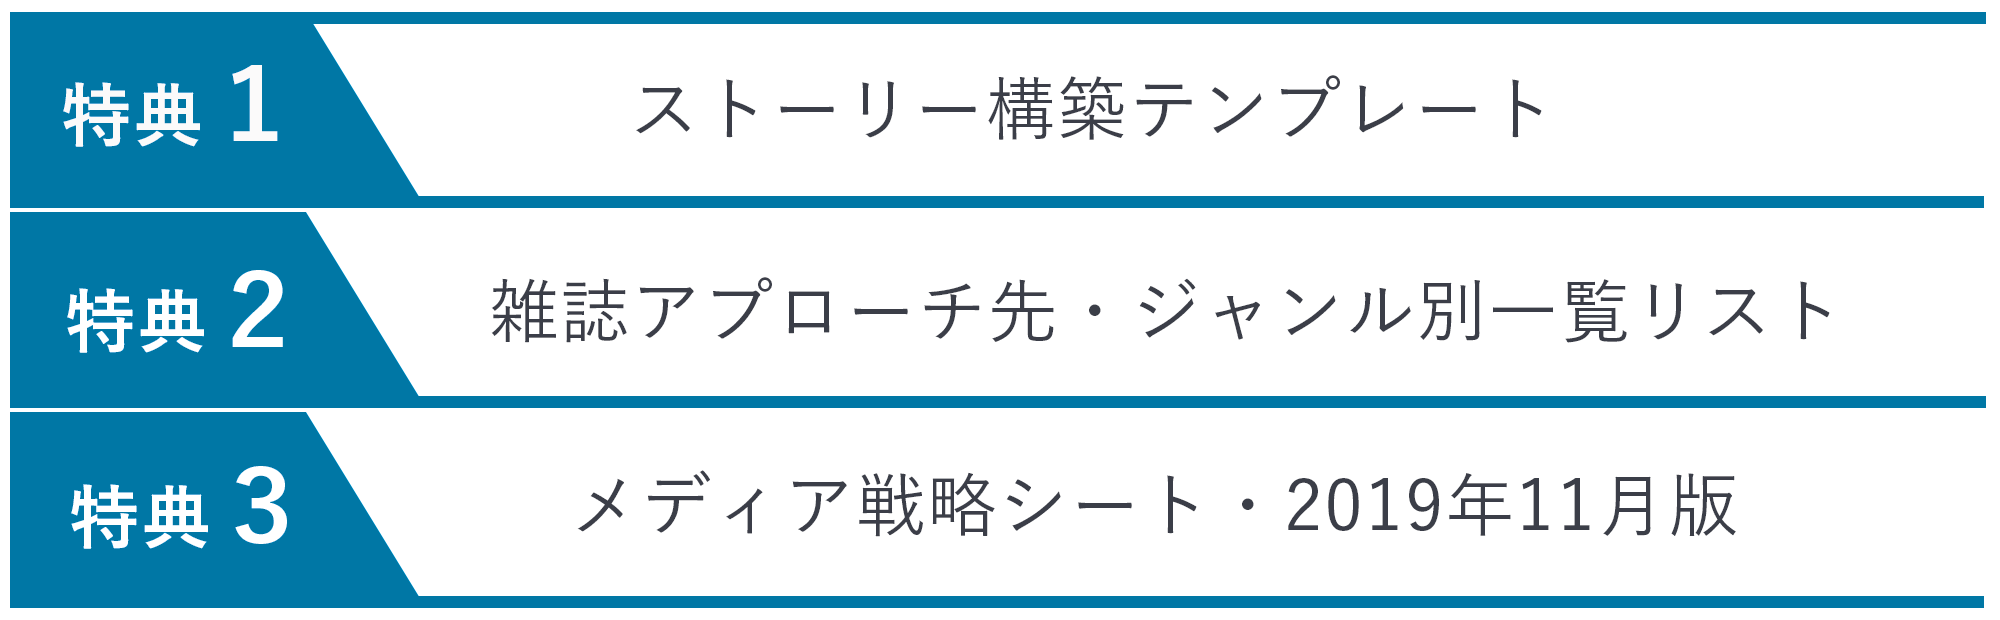 特典 1 ストーリー構築テンプレート
特典 2 雑誌アプローチ先・ジャンル別一覧リスト
特典 3 メディア戦略シート・2019年11月版